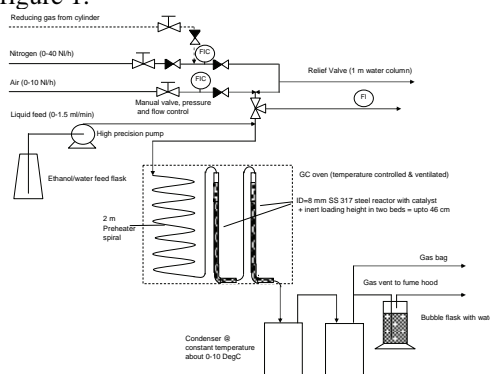 Figure 1.
Reducing gas from cylinder
Nitrogen (0-40 Nl/h)
FIC
Air (0-10 Nl/h)
FIC
Relief Valve (1 m water column)
Manual valve, pressure
and flow control
FI
Liquid feed (0-1.5 ml/min)
High precision pump
Ethanol/water feed flask
GC oven (temperature controlled & ventilated)
ID=8 mm SS 317 steel reactor with catalyst
+ inert loading height in two beds = upto 46 cm
2 m
Preheater
spiral
Gas bag
Gas vent to fume hood
Bubble flask with wat
Condenser @
constant temperature
about 0-10 DegC